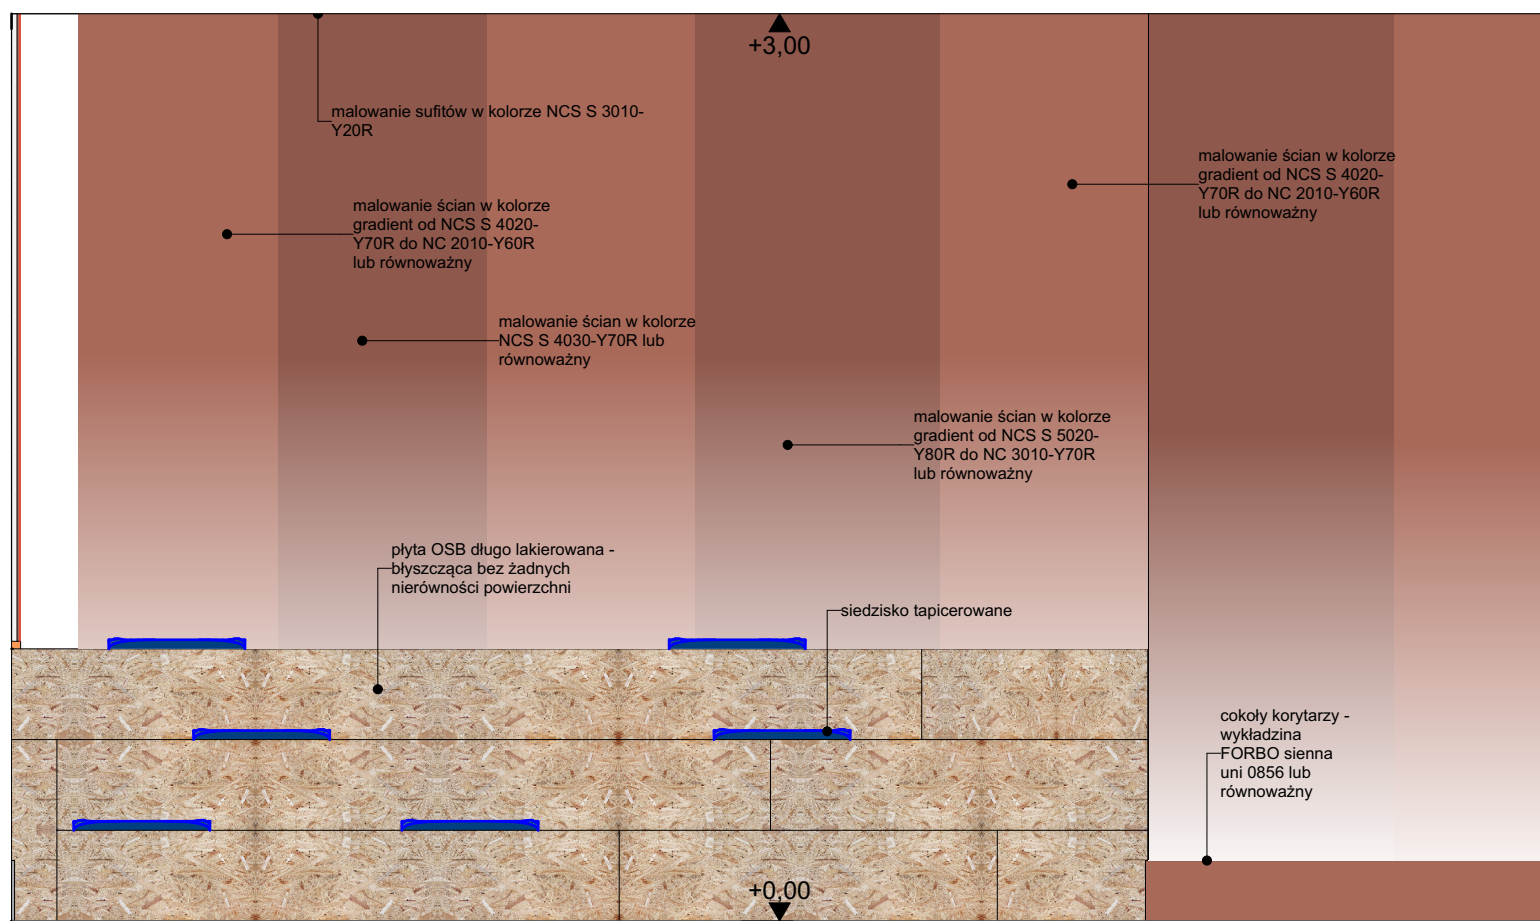 +3,00
malowanie sufitów w kolorze NCS S 3010-
Y20R
malowanie ścian w kolorze
gradient od NCS S 4020-
Y70R do NC 2010-Y60R
lub równoważny
malowanie ścian w kolorze
gradient od NCS S 4020-
Y70R do NC 2010-Y60R
lub równoważny
malowanie ścian w kolorze
NCS S 4030-Y70R lub
równoważny
malowanie ścian w kolorze
gradient od NCS S 5020-
Y80R do NC 3010-Y70R
lub równoważny
płyta OSB długo lakierowana -
błyszcząca bez żadnych
nierówności powierzchni
siedzisko tapicerowane
cokoły korytarzy -
wykładzina
FORBO sienna
uni 0856 lub
równoważny
+0,00